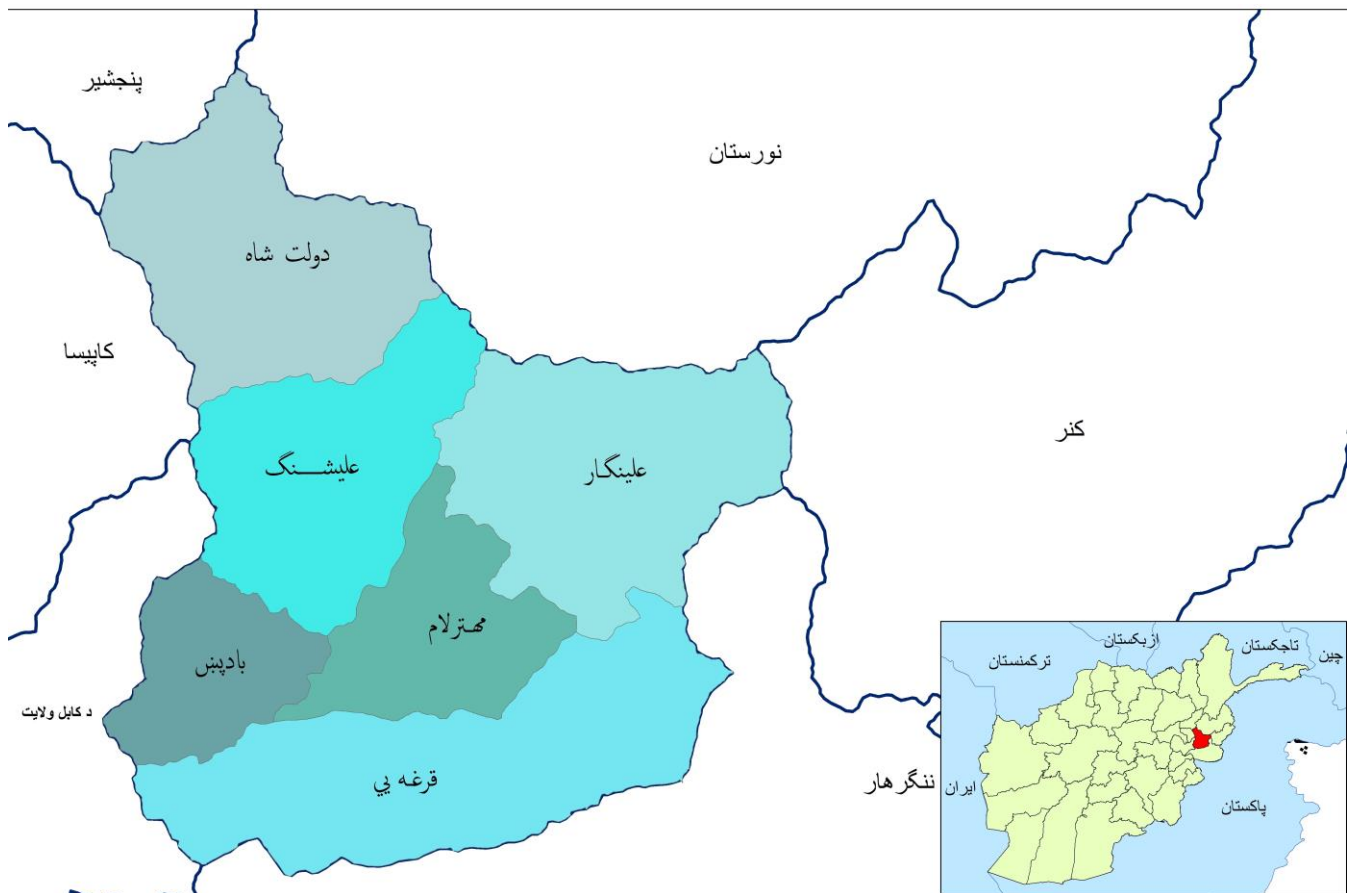 پنجشیر
نورستان
دولت شاه
کاپیسا
کنر
علیشنگ
علینگار
مهترلام
بادپښ
د کابل ولایت
قرغه یي
ننگرهار
ازبکستان
تاجکستان
چین
ترکمنستان
ایران
پاکستان